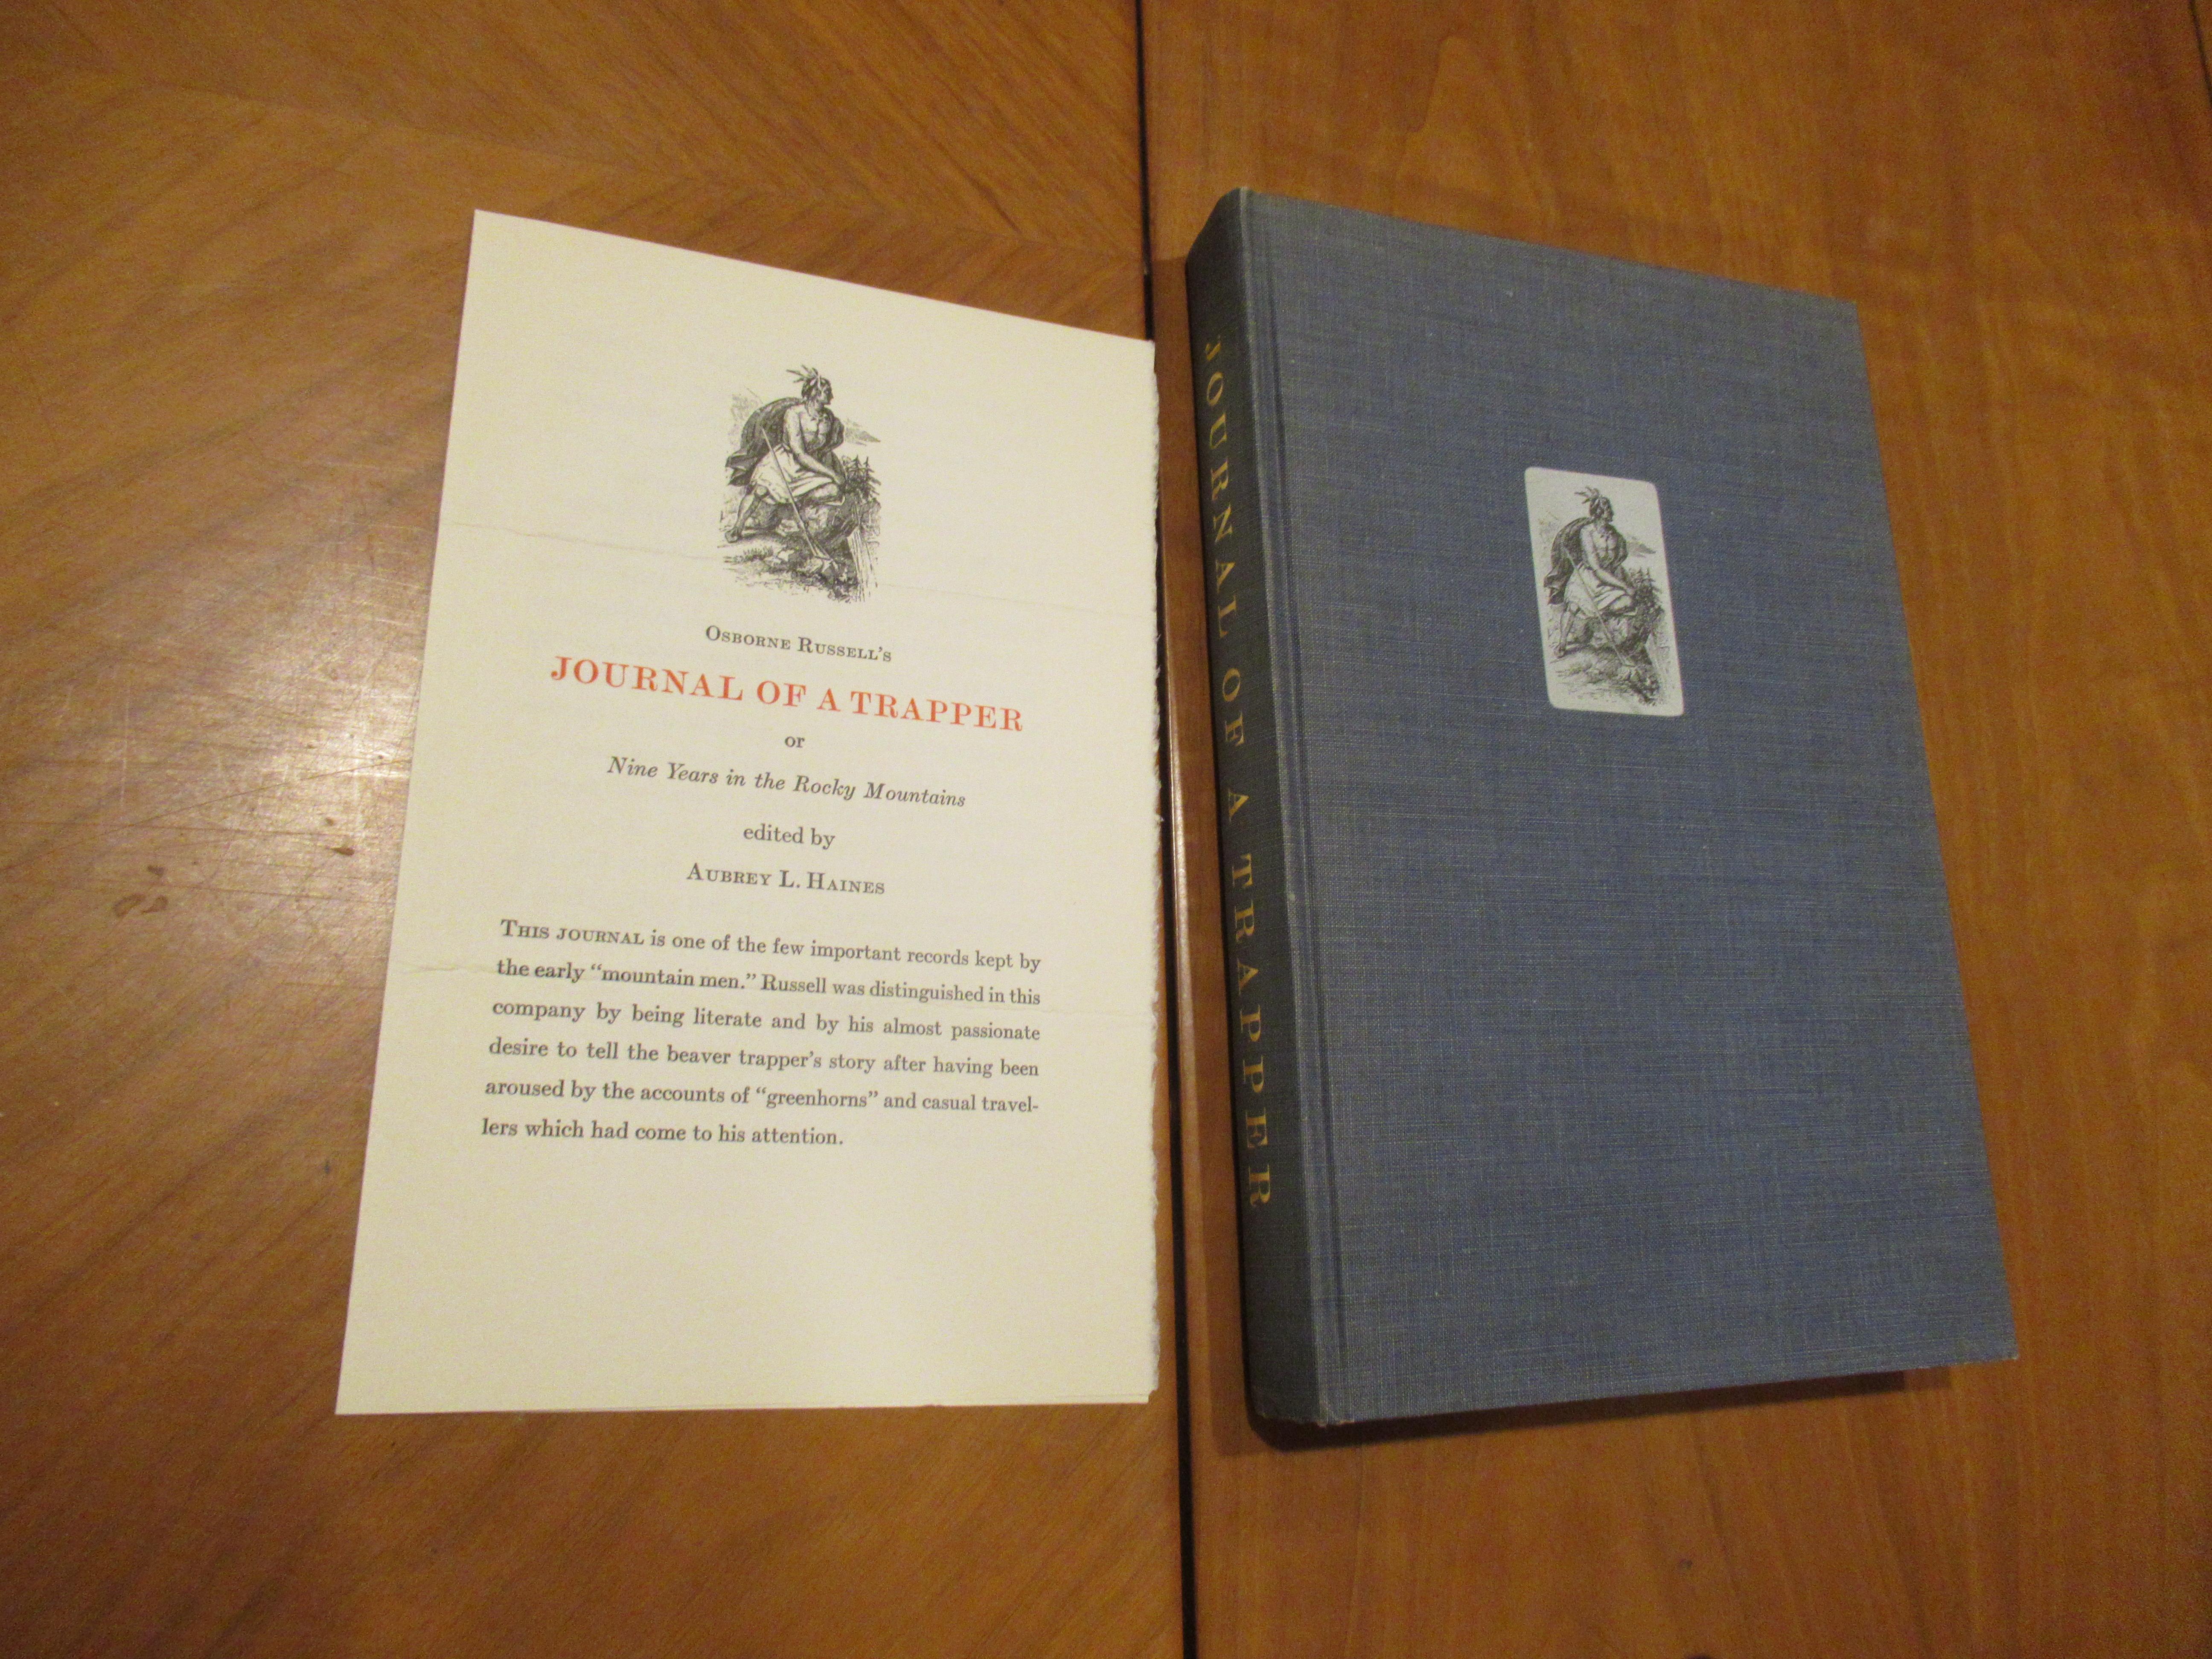 OSBORNE RUSSELL'S
JOURNAL OF A TRAPPER
or
Nine Years in the Rocky Mountains
edited by
AUBREY L. HAINES
THIS JOURNAL is one of the few important records kept by
the early “mountain men.” Russell was distinguished in this
company by being literate and by his almost passionate
desire to tell the beaver trapper's story after having been
aroused by the accounts of “greenhorns” and casual travel-
lers which had come to his attention.
JOURNAL OF A TRAPPER